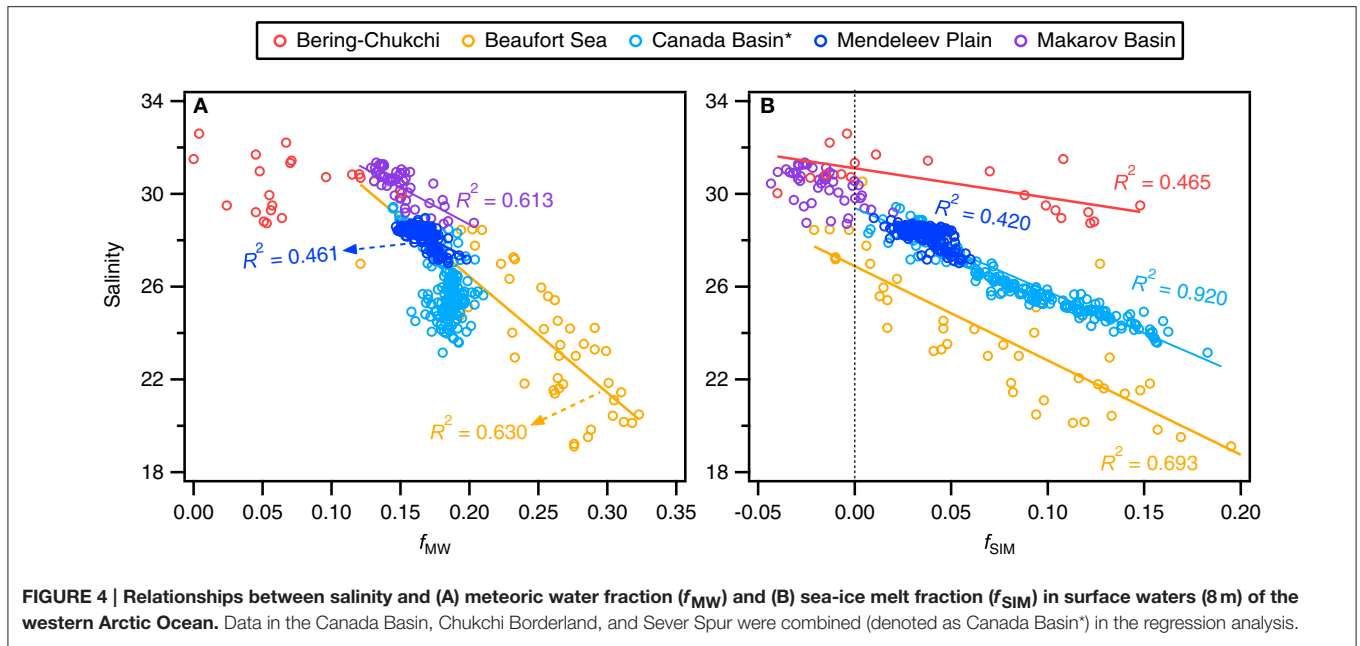 Bering-Chukchi Beaufort Sea Canada Basin* Mendeleev Plain Makarov Basin
A
34
30
26
22
18
Salinity
R² = 0.613
R² = 0.461
R² = 0.630
0.00 0.05 0.10 0.15 0.20 0.25 0.30 0.35
fMW
B
R² = 0.465
R² = 0.420
R² = 0.920
R² = 0.693
-0.05 0.00 0.05 0.10 0.15 0.20
fSIM
FIGURE 4 | Relationships between salinity and (A) meteoric water fraction (fMW) and (B) sea-ice melt fraction (fSIM) in surface waters (8 m) of the
western Arctic Ocean. Data in the Canada Basin, Chukchi Borderland, and Sever Spur were combined (denoted as Canada Basin*) in the regression analysis.